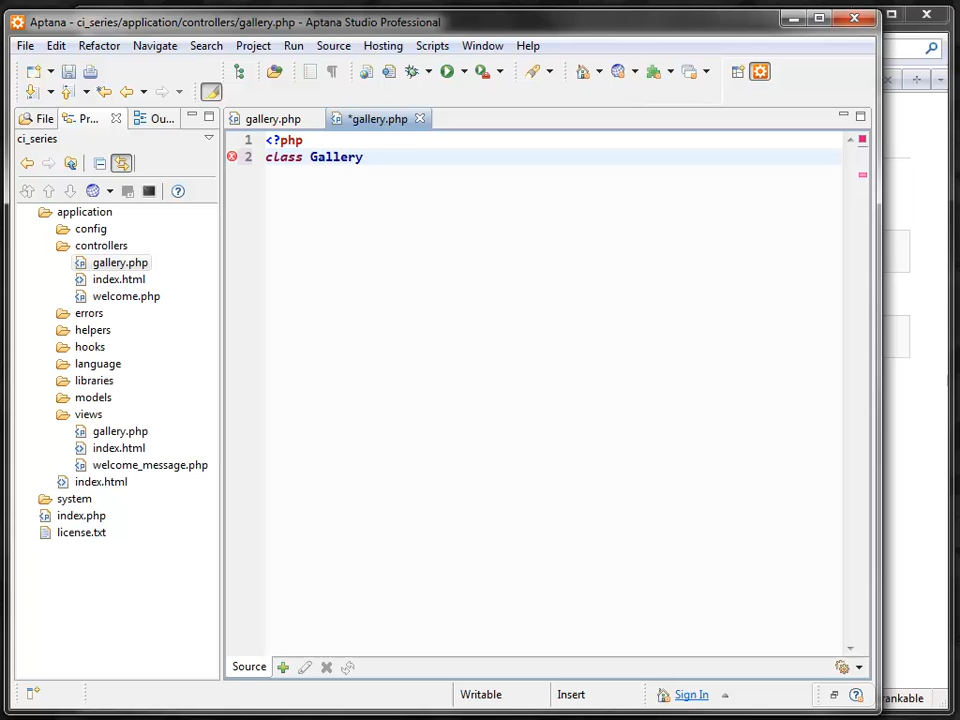 Aptana - ci_series/application/controllers/gallery.php - Aptana Studio Professional
File Edit Refactor Navigate Search Project Run Source Hosting Scripts Window Help
File Pr... Ou...
gallery.php *gallery.php
ci_series
1 <?php
2 class Gallery
application
config
controllers
gallery.php
index.html
welcome.php
errors
helpers
hooks
language
libraries
models
views
gallery.php
index.html
welcome_message.php
index.html
system
index.php
license.txt
Source
Writable Insert Sign In
rankable